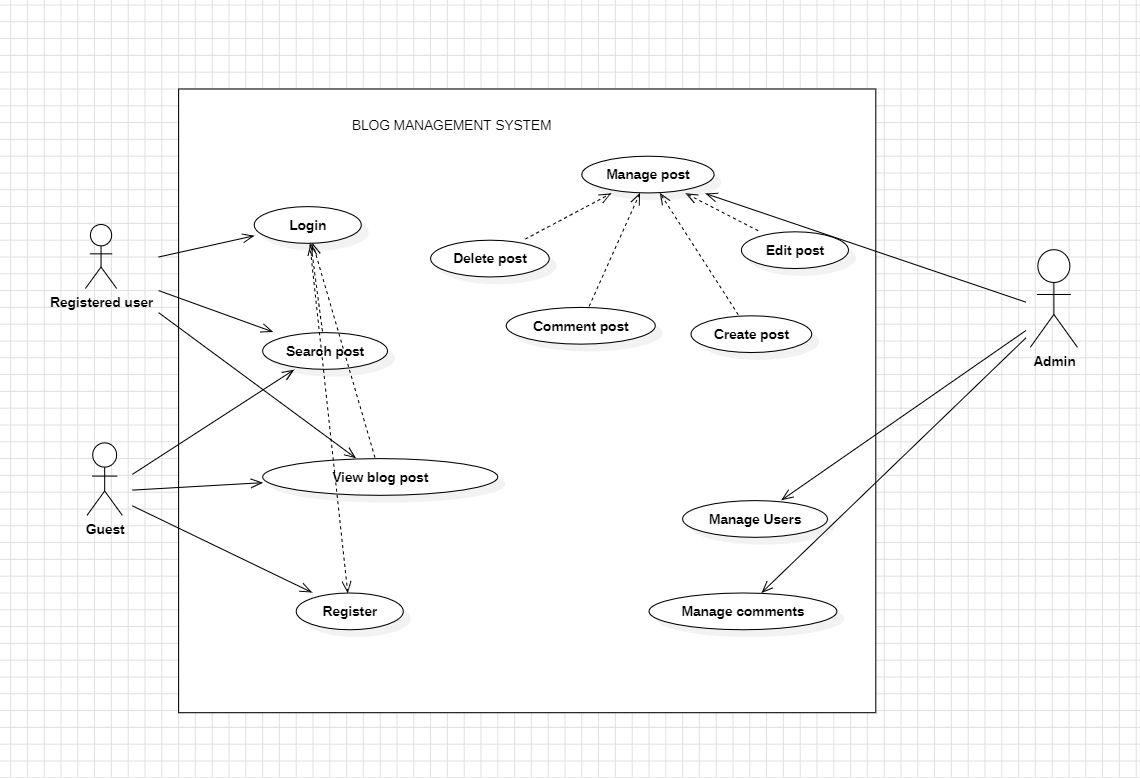 BLOG MANAGEMENT SYSTEM
Manage post
Login
Delete post
Edit post
Registered user
Comment post
Create post
Search post
Admin
View blog post
Guest
Manage Users
Register
Manage comments